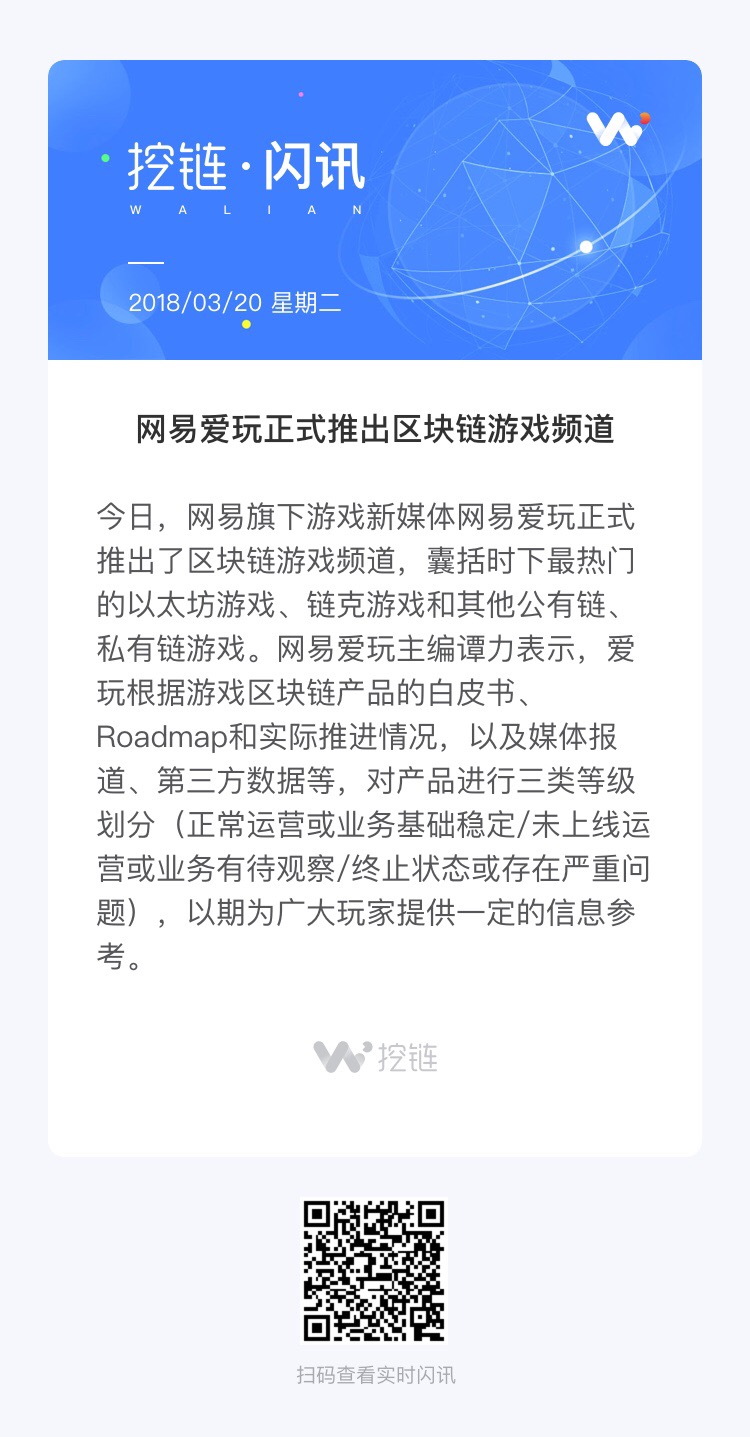 挖链·闪讯
WALIAN
2018/03/20 星期二
网易爱玩正式推出区块链游戏频道
今日，网易旗下游戏新媒体网易爱玩正式
推出了区块链游戏频道，囊括时下最热门
的以太坊游戏、链克游戏和其他公有链、
私有链游戏。网易爱玩主编谭力表示，爱
玩根据游戏区块链产品的白皮书、
Roadmap和实际推进情况，以及媒体报
道、第三方数据等，对产品进行三类等级
划分（正常运营或业务基础稳定/未上线运
营或业务有待观察/终止状态或存在严重问
题），以期为广大玩家提供一定的信息参
考。
挖链
扫码查看实时闪讯